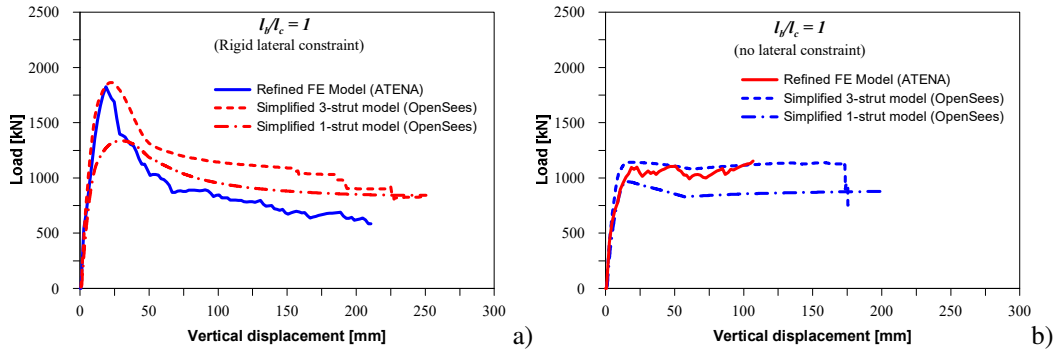 l_b/l_c = 1
(Rigid lateral constraint)
Refined FE Model (ATENA)
Simplified 3-strut model (OpenSees)
Simplified 1-strut model (OpenSees)
Load [kN]
2500
2000
1500
1000
500
0
0 50 100 150 200 250 300
Vertical displacement [mm]
a)
l_b/l_c = 1
(no lateral constraint)
Refined FE Model (ATENA)
Simplified 3-strut model (OpenSees)
Simplified 1-strut model (OpenSees)
Load [kN]
2500
2000
1500
1000
500
0
0 50 100 150 200 250 300
Vertical displacement [mm]
b)